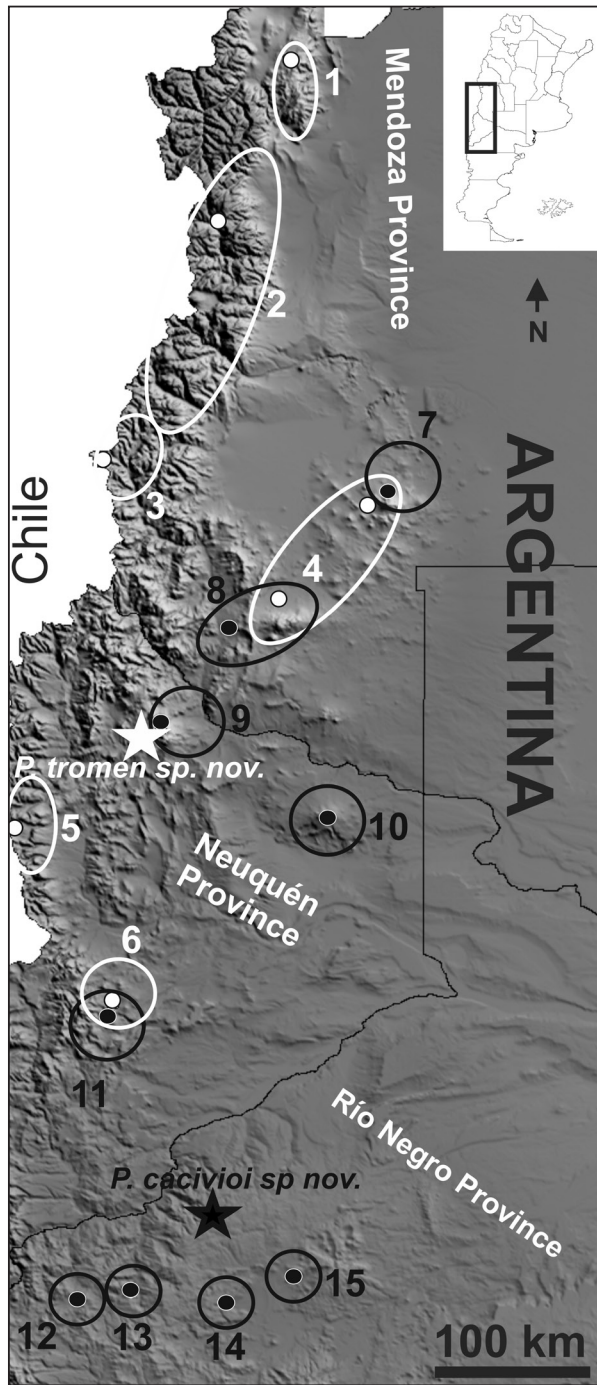 1
Mendoza Province
2
N
7
3
ARGENTINA
Chile
4
8
9
P. tromen sp. nov.
5
10
Neuquén
Province
6
11
Río Negro Province
P. cacivioi sp nov.
15
12
13
14
100 km